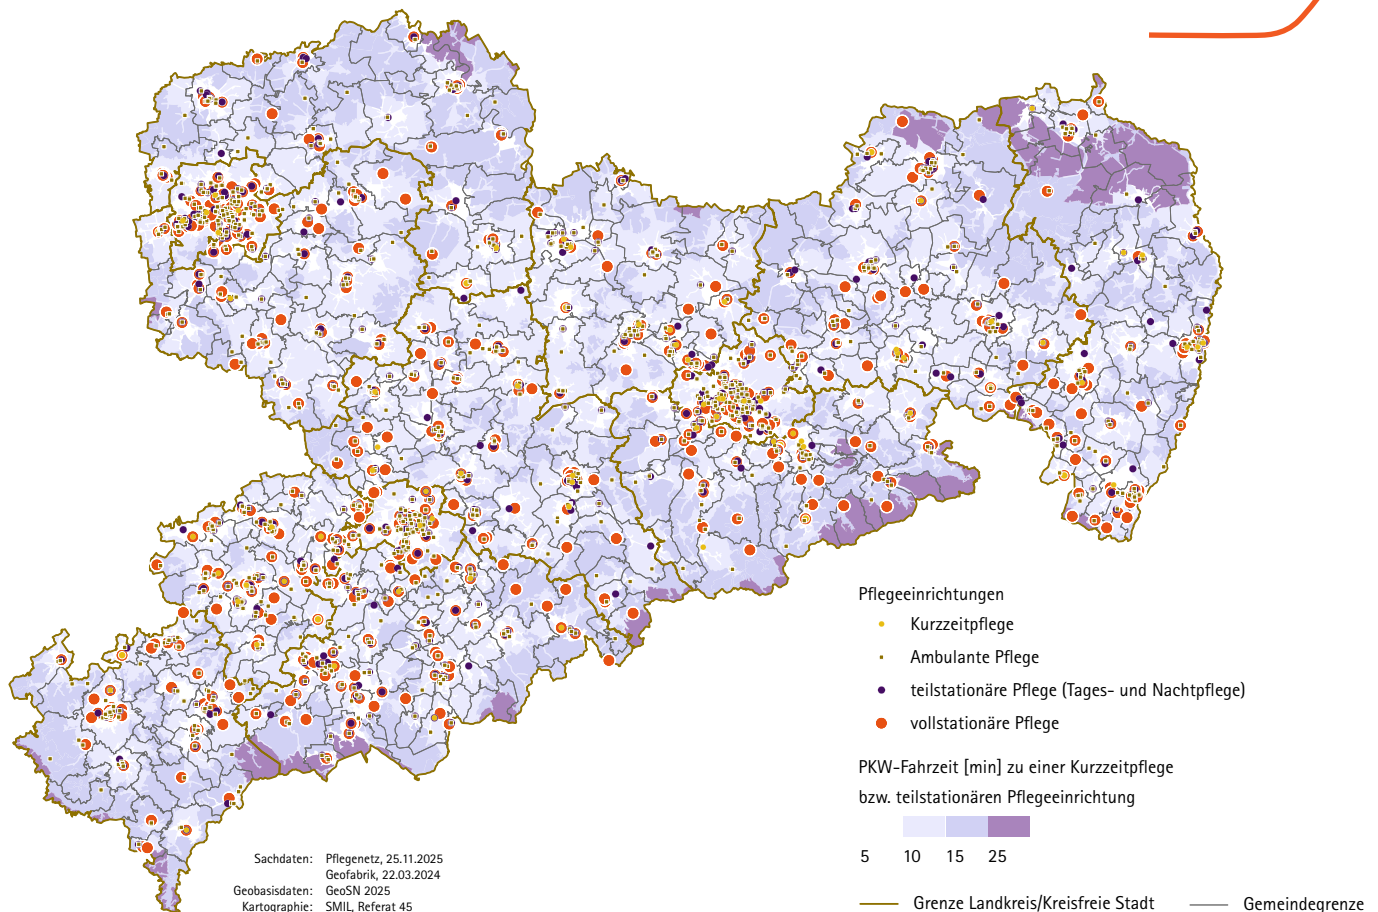 Pflegeeinrichtungen
Kurzzeitpflege
Ambulante Pflege
teilstationäre Pflege (Tages- und Nachtpflege)
vollstationäre Pflege
PKW-Fahrzeit [min] zu einer Kurzzeitpflege
bzw. teilstationären Pflegeeinrichtung
5 10 15 25
Grenze Landkreis/Kreisfreie Stadt Gemeindegrenze
Sachdaten: Pflegenetz, 25.11.2025
Geofabrik, 22.03.2024
Geobasisdaten: GeoSN 2025
Kartographie: SMIL, Referat 45